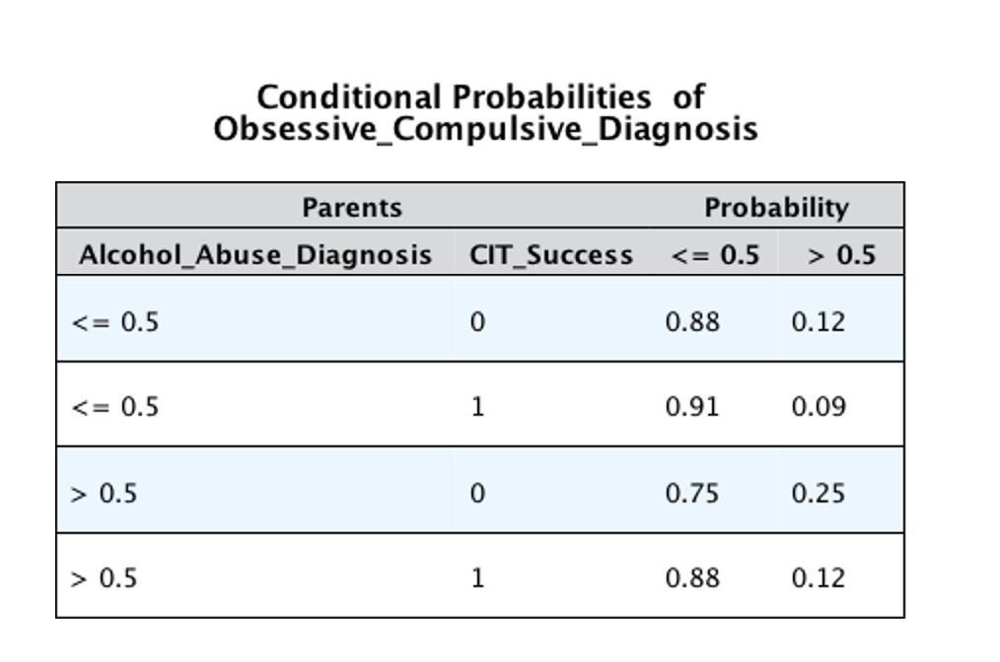 Conditional Probabilities of
Obsessive_Compulsive_Diagnosis
Parents Probability
Alcohol_Abuse_Diagnosis CIT_Success <= 0.5 > 0.5
<= 0.5 0 0.88 0.12
<= 0.5 1 0.91 0.09
> 0.5 0 0.75 0.25
> 0.5 1 0.88 0.12